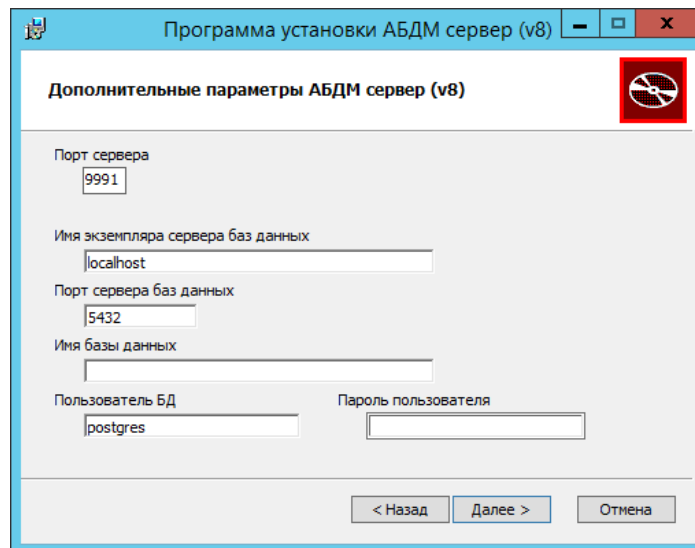 Программа установки АБДМ сервер (v8)
Дополнительные параметры АБДМ сервер (v8)
Порт сервера
9991
Имя экземпляра сервера баз данных
localhost
Порт сервера баз данных
5432
Имя базы данных
Пользователь БД Пароль пользователя
postgres
< Назад Далее > Отмена